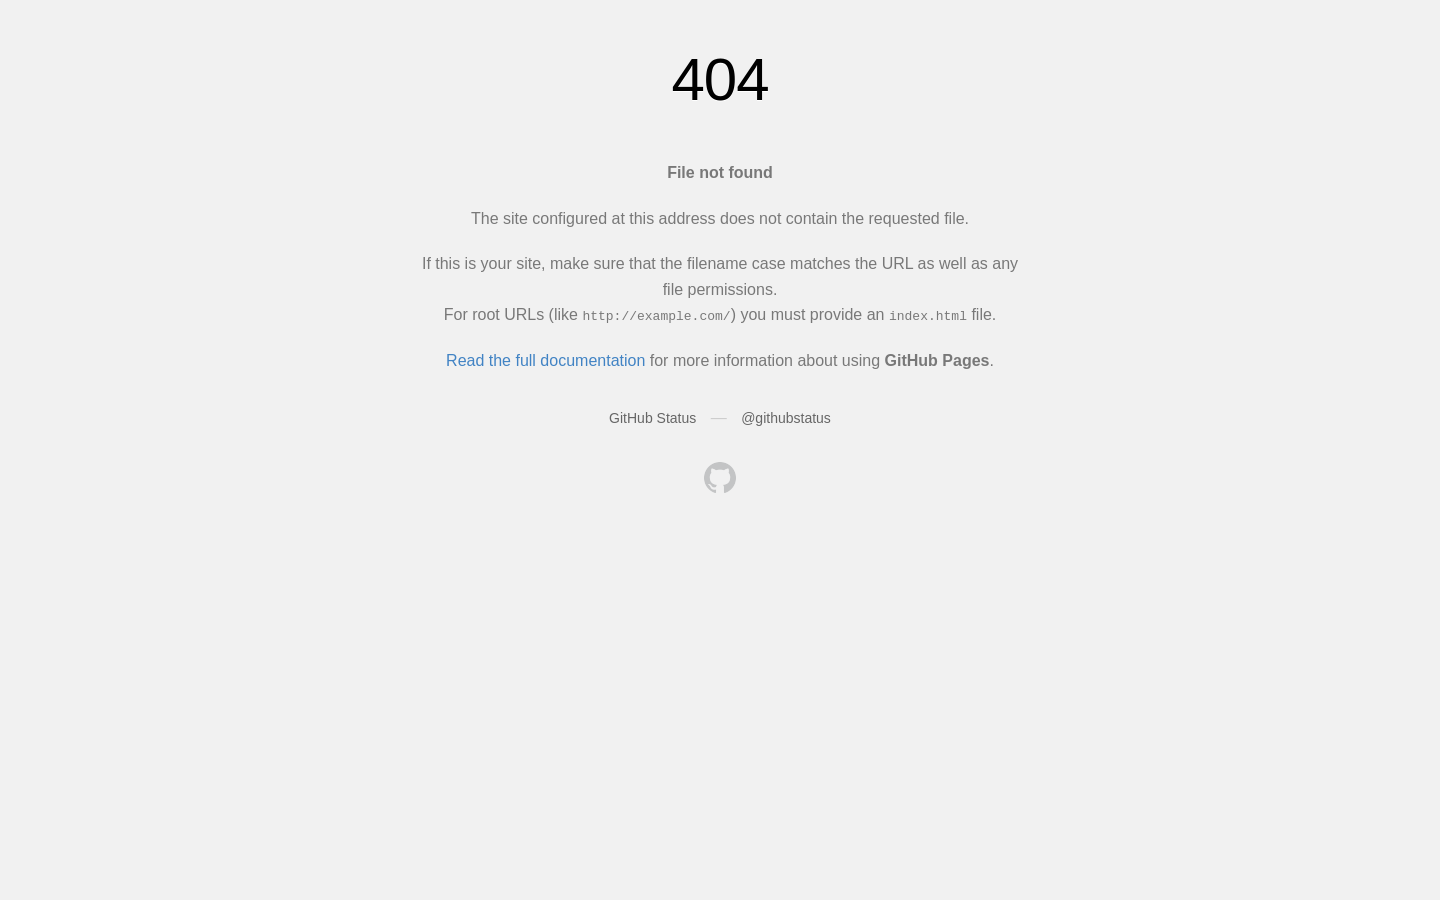 404
File not found
The site configured at this address does not contain the requested file.
If this is your site, make sure that the filename case matches the URL as well as any
file permissions.
For root URLs (like http://example.com/) you must provide an index.html file.
Read the full documentation for more information about using GitHub Pages.
GitHub Status — @githubstatus